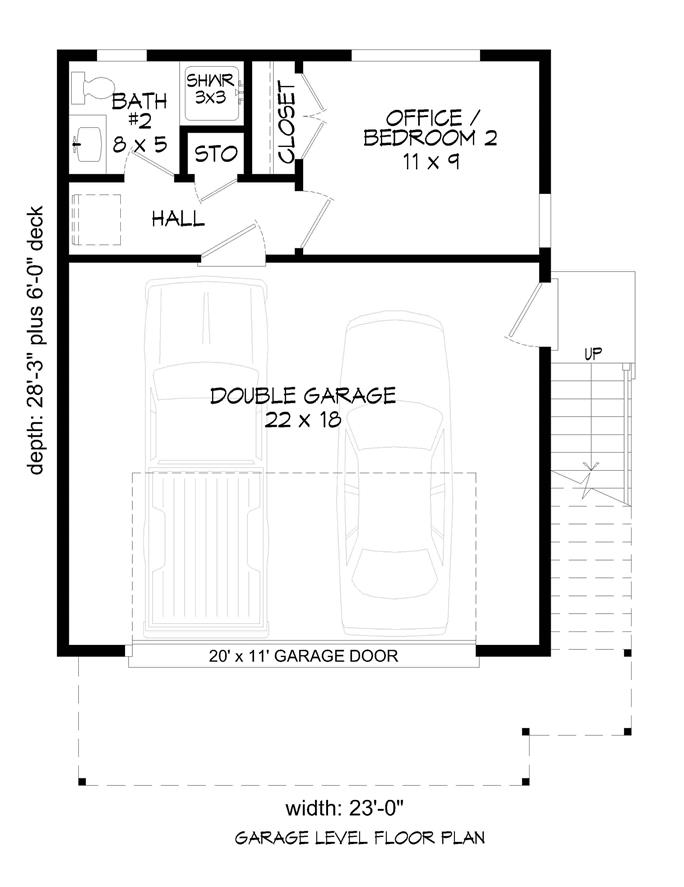 SHWR
3x3
BATH
#2
8 x 5
STO
CLOSET
OFFICE /
BEDROOM 2
11 x 9
HALL
depth: 28'-3" plus 6'-0" deck
UP
DOUBLE GARAGE
22 x 18
20' x 11' GARAGE DOOR
width: 23'-0"
GARAGE LEVEL FLOOR PLAN